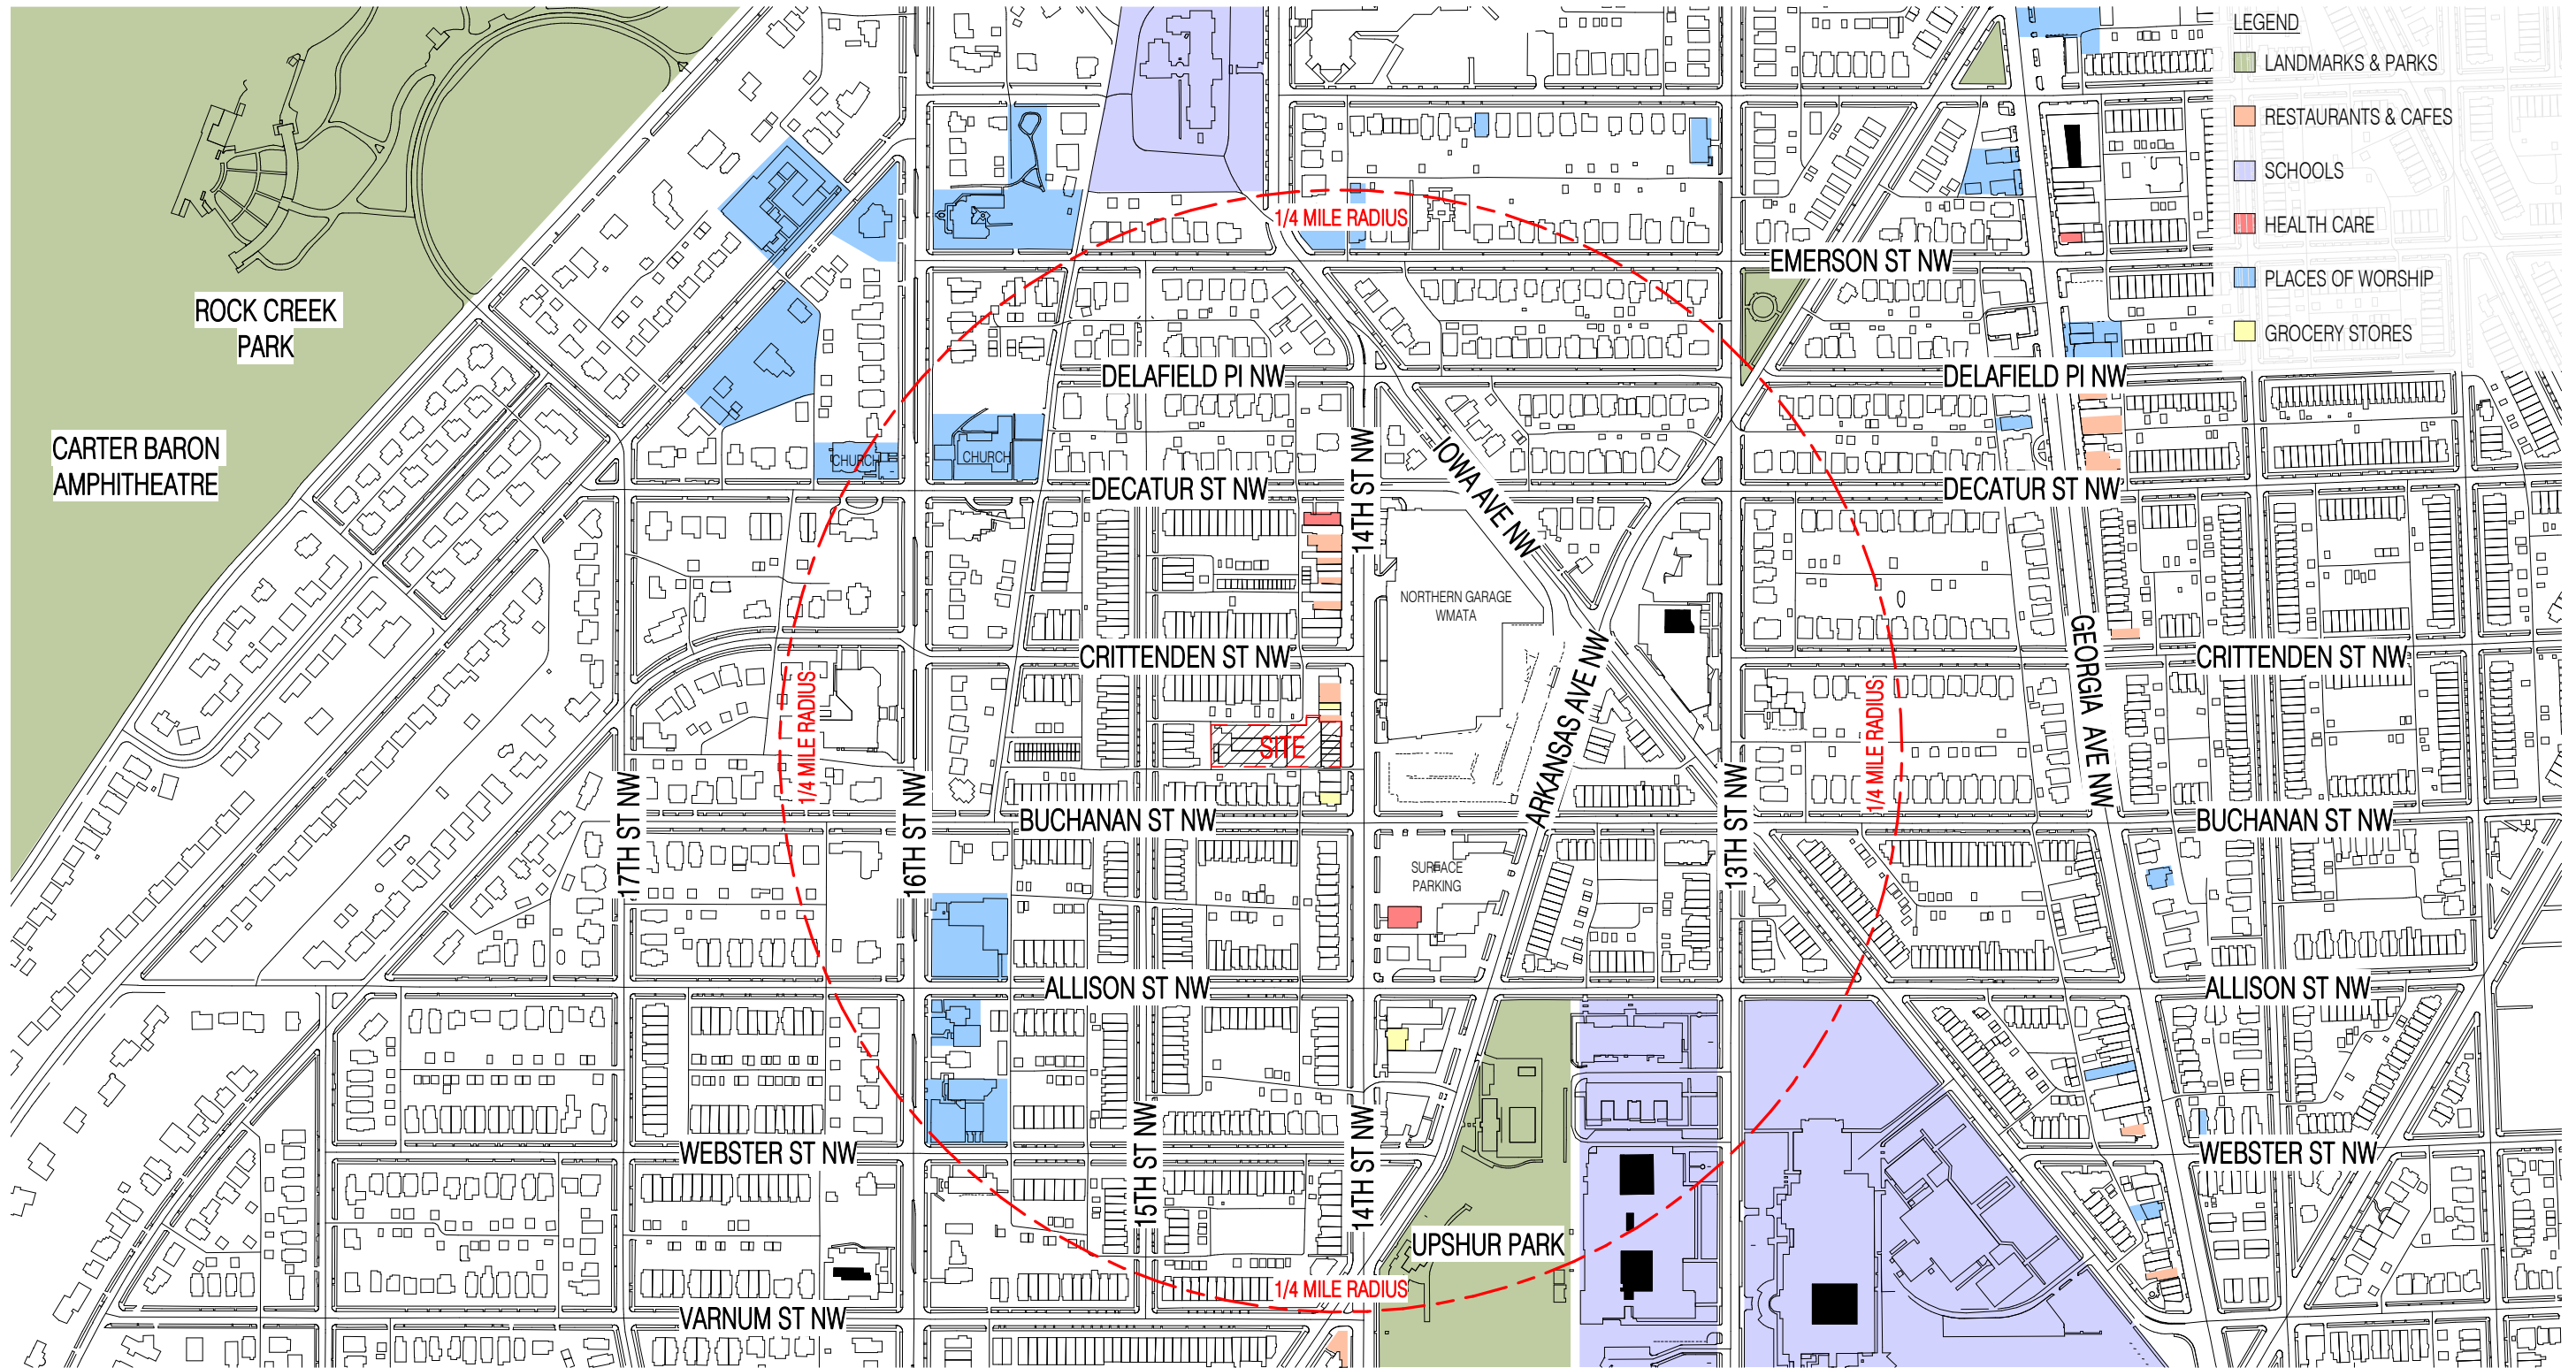 LEGEND
LANDMARKS & PARKS
RESTAURANTS & CAFES
SCHOOLS
HEALTH CARE
PLACES OF WORSHIP
GROCERY STORES
1/4 MILE RADIUS
EMERSON ST NW
ROCK CREEK
PARK
DELAFIELD Pl NW
DELAFIELD Pl NW
CARTER BARON
AMPHITHEATRE
CHURCH
CHURCH
14TH ST NW
IOWA AVE NW
DECATUR ST NW
DECATUR ST NW
NORTHERN GARAGE
WMATA
CRITTENDEN ST NW
ARKANSAS AVE NW
GEORGIA AVE NW
CRITTENDEN ST NW
1/4 MILE RADIUS
SITE
1/4 MILE RADIUS
17TH ST NW
16TH ST NW
BUCHANAN ST NW
13TH ST NW
BUCHANAN ST NW
SURFACE
PARKING
ALLISON ST NW
ALLISON ST NW
WEBSTER ST NW
15TH ST NW
14TH ST NW
WEBSTER ST NW
UPSHUR PARK
1/4 MILE RADIUS
VARNUM ST NW